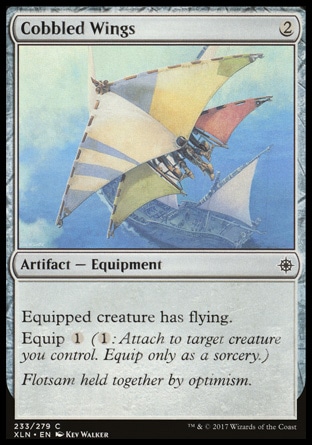 Cobbled Wings 2
Artifact — Equipment
Equipped creature has flying.
Equip 1 (1: Attach to target creature
you control. Equip only as a sorcery.)
Flotsam held together by optimism.
233/279 C
XLN • EN Kev Walker
™ & © 2017 Wizards of the Coast